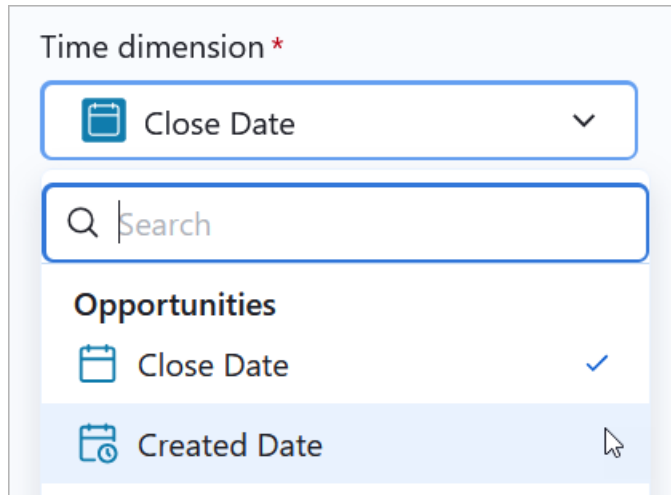 Time dimension *
Close Date
Search
Opportunities
Close Date
Created Date